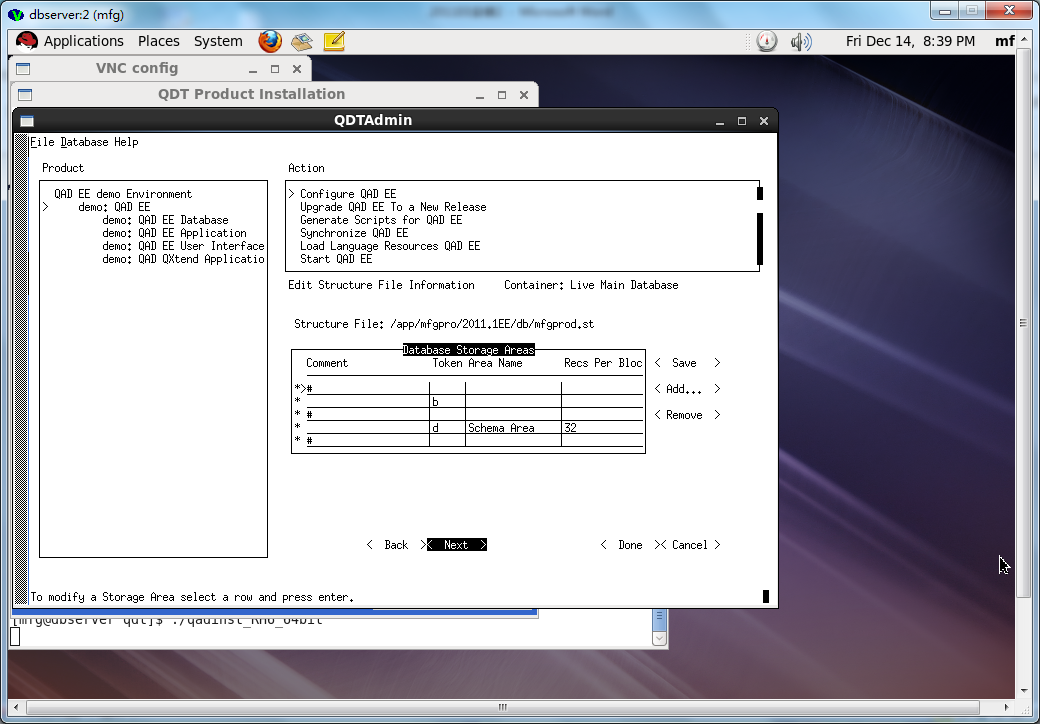 dbserver:2 (mfg)
Applications Places System
Fri Dec 14, 8:39 PM mf
VNC config
QDT Product Installation
QDTAdmin
File Database Help
Product
Action
QAD EE demo Environment
> demo: QAD EE
demo: QAD EE Database
demo: QAD EE Application
demo: QAD EE User Interface
demo: QAD QXtend Applicatio
> Configure QAD EE
Upgrade QAD EE To a New Release
Generate Scripts for QAD EE
Synchronize QAD EE
Load Language Resources QAD EE
Start QAD EE
Edit Structure File Information Container: Live Main Database
Structure File: /app/mfgpro/2011.1EE/db/mfgprod.st
Database Storage Areas
Comment Token Area Name Recs Per Bloc
*>#
* b
* #
* d Schema Area 32
* #
< Save >
< Add... >
< Remove >
< Back >< Next > < Done >< Cancel >
To modify a Storage Area select a row and press enter.
[mfg@dbserver qdt]$ ./qadinst_RH6_64bit